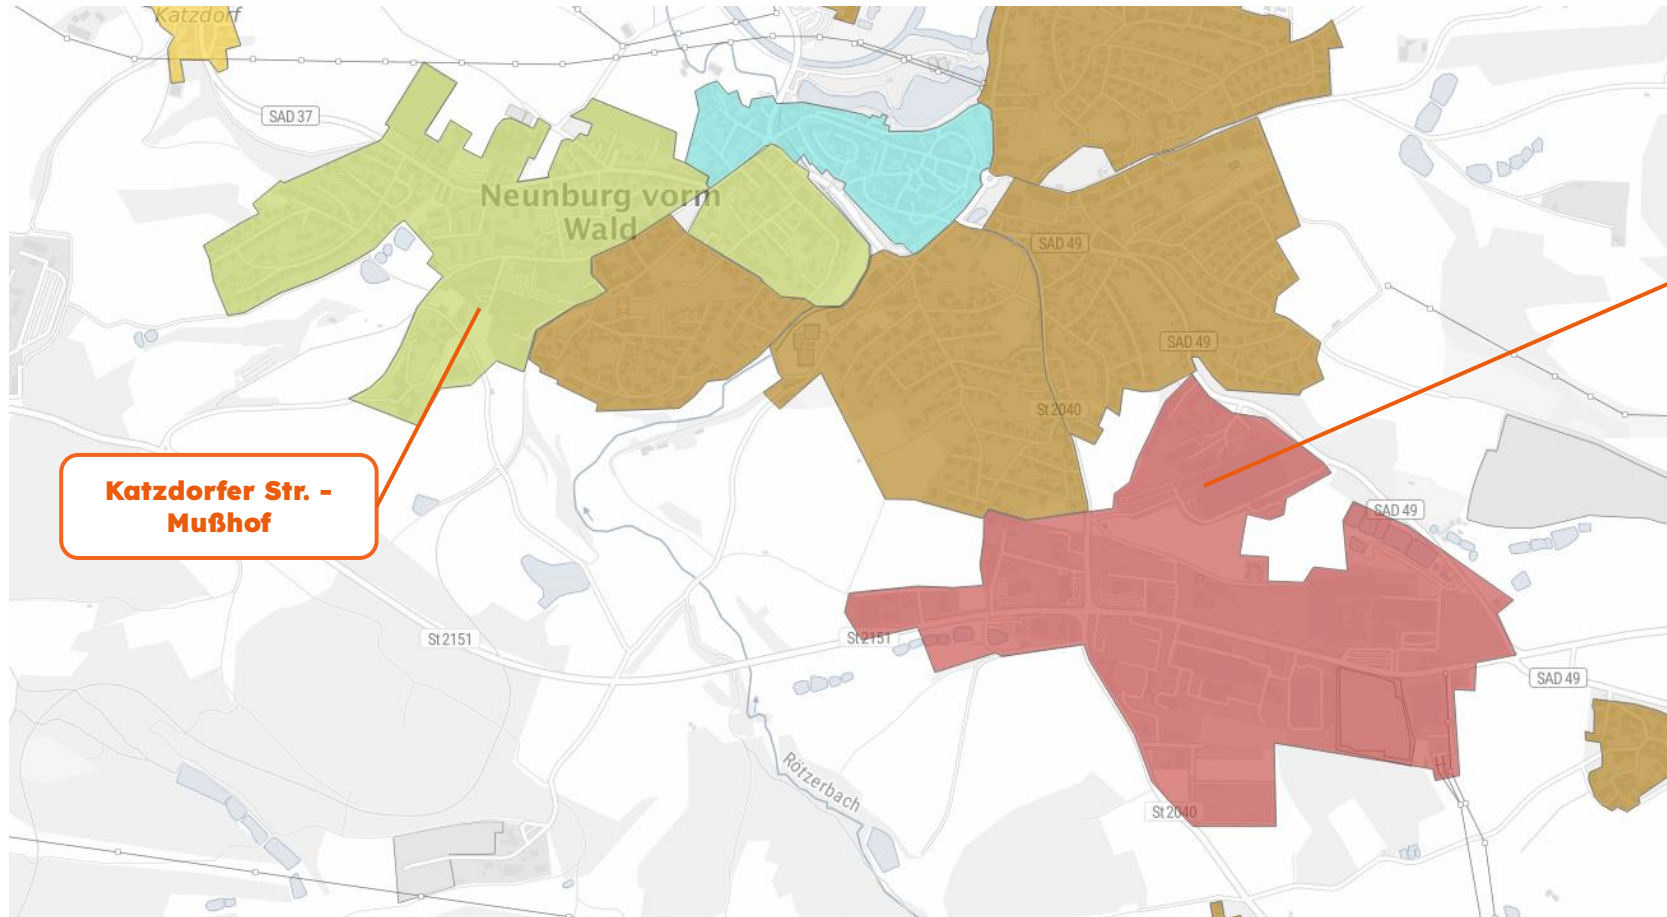 Katzdorf
SAD 37
Neunburg vorm
Wald
SAD 49
SAD 49
St 2040
Katzdorfer Str. -
Mußhof
SAD 49
St 2151
St 2151
SAD 49
Rötzerbach
St 2040